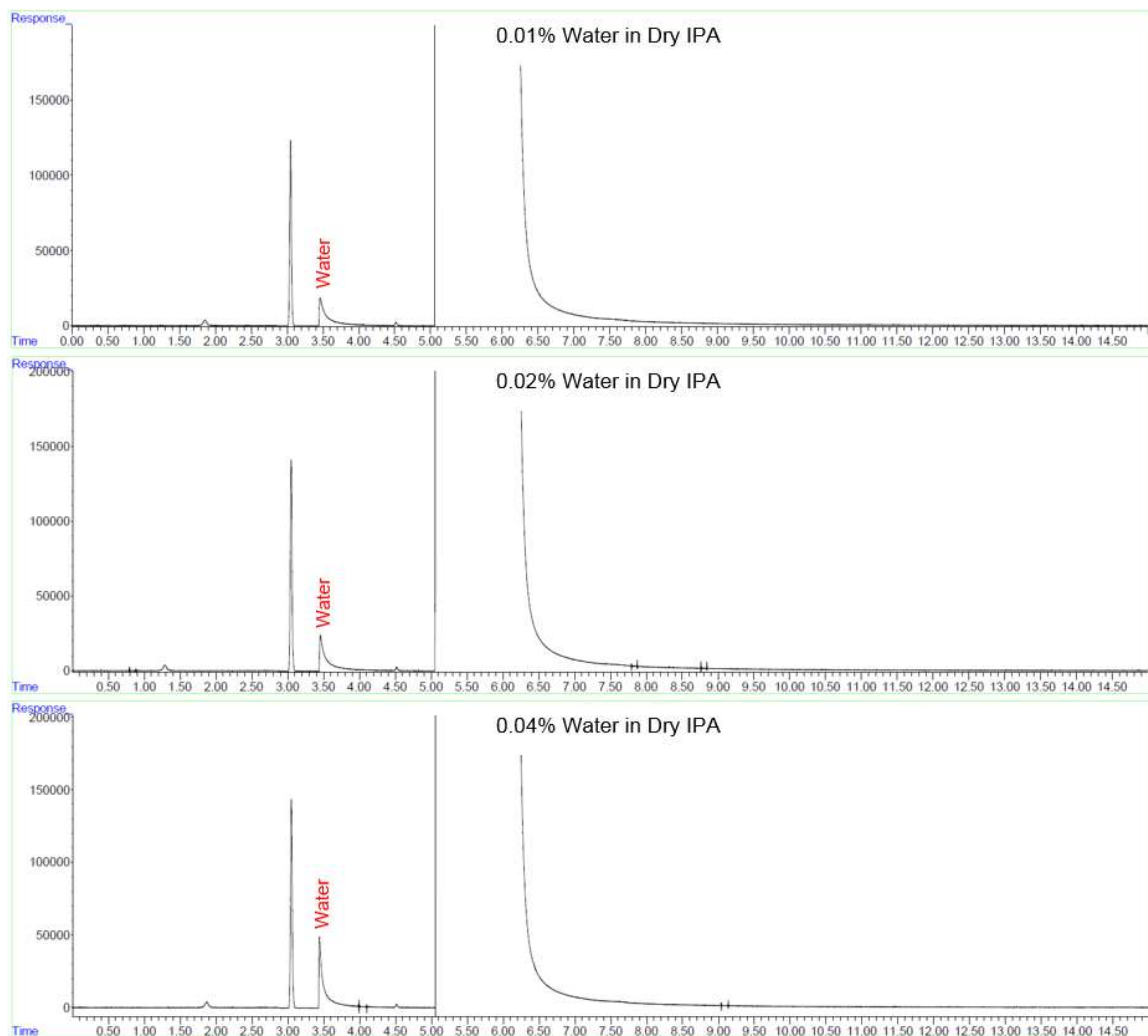 Response_
0.01% Water in Dry IPA
150000
100000
50000
0
Water
Time
0.00 0.50 1.00 1.50 2.00 2.50 3.00 3.50 4.00 4.50 5.00 5.50 6.00 6.50 7.00 7.50 8.00 8.50 9.00 9.50 10.00 10.50 11.00 11.50 12.00 12.50 13.00 13.50 14.00 14.50
Response_
0.02% Water in Dry IPA
200000
150000
100000
50000
0
Water
Time
0.50 1.00 1.50 2.00 2.50 3.00 3.50 4.00 4.50 5.00 5.50 6.00 6.50 7.00 7.50 8.00 8.50 9.00 9.50 10.00 10.50 11.00 11.50 12.00 12.50 13.00 13.50 14.00 14.50
Response_
0.04% Water in Dry IPA
200000
150000
100000
50000
0
Water
Time
0.50 1.00 1.50 2.00 2.50 3.00 3.50 4.00 4.50 5.00 5.50 6.00 6.50 7.00 7.50 8.00 8.50 9.00 9.50 10.00 10.50 11.00 11.50 12.00 12.50 13.00 13.50 14.00 14.50